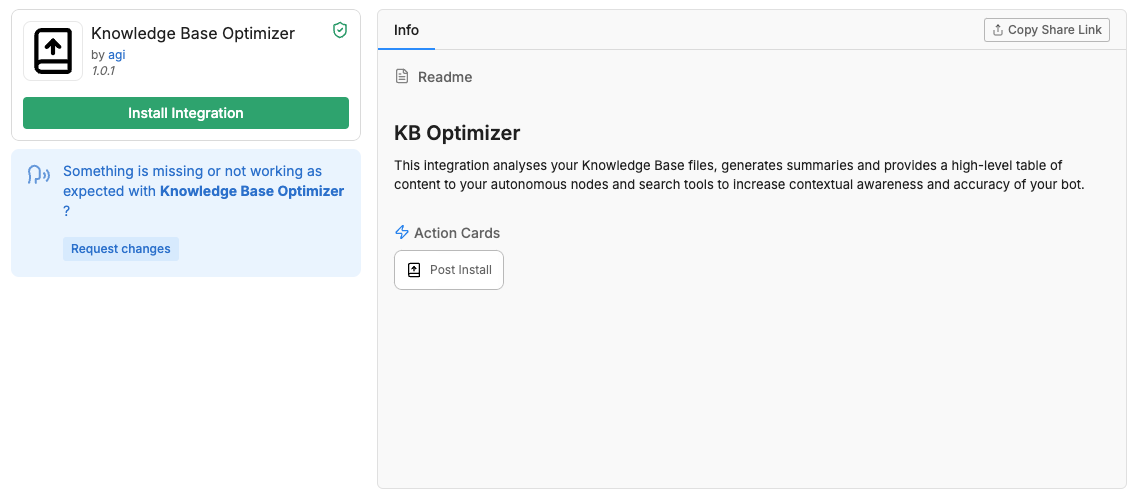 Knowledge Base Optimizer
by agi
1.0.1
Install Integration
Something is missing or not working as
expected with Knowledge Base Optimizer
?
Request changes
Info
Copy Share Link
Readme
KB Optimizer
This integration analyses your Knowledge Base files, generates summaries and provides a high-level table of
content to your autonomous nodes and search tools to increase contextual awareness and accuracy of your bot.
Action Cards
Post Install